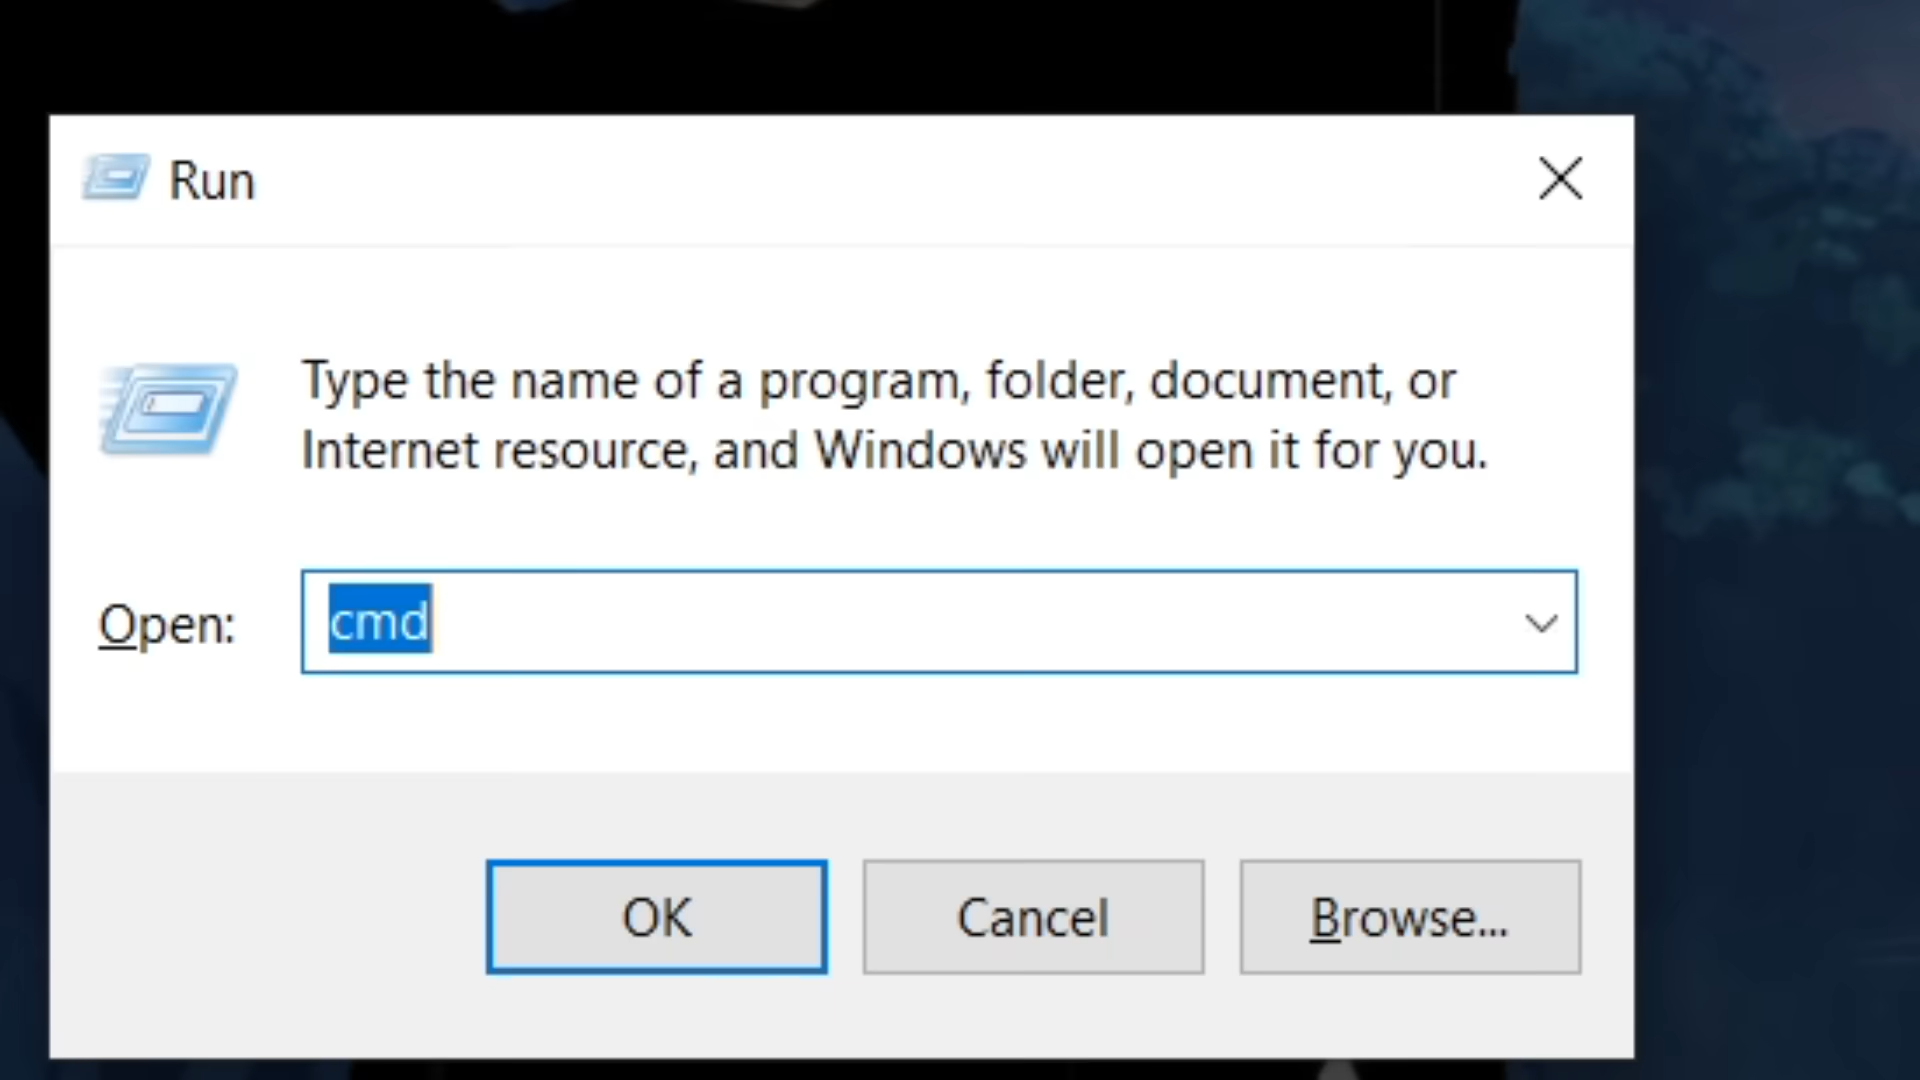 Run
Type the name of a program, folder, document, or
Internet resource, and Windows will open it for you.
Open:
cmd
OK
Cancel
Browse...